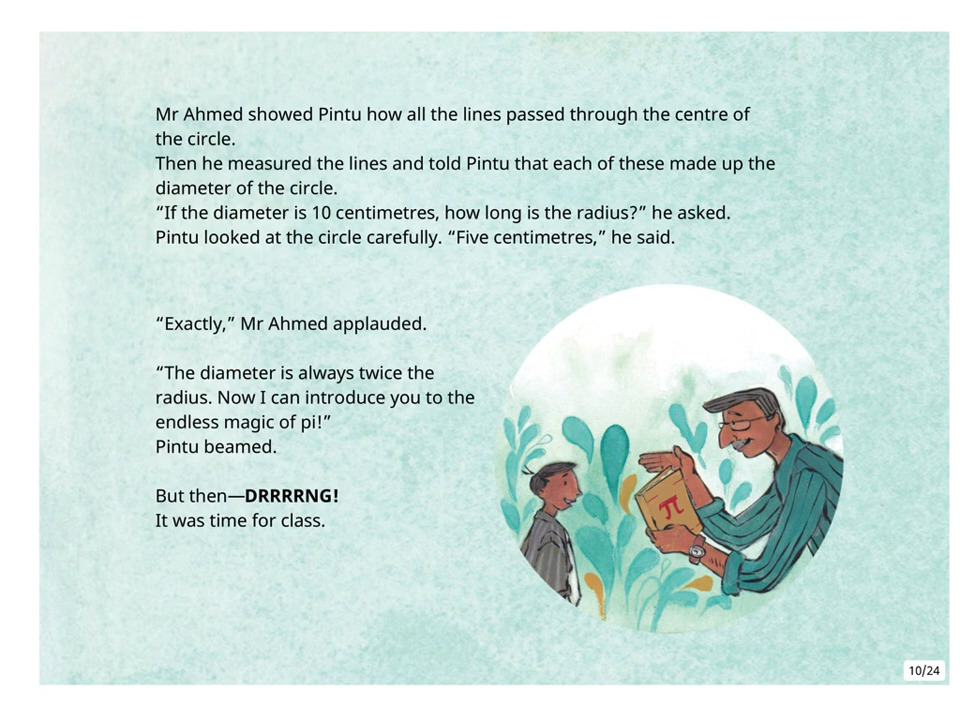 Mr Ahmed showed Pintu how all the lines passed through the centre of
the circle.
Then he measured the lines and told Pintu that each of these made up the
diameter of the circle.
“If the diameter is 10 centimetres, how long is the radius?” he asked.
Pintu looked at the circle carefully. “Five centimetres,” he said.
“Exactly,” Mr Ahmed applauded.
“The diameter is always twice the
radius. Now I can introduce you to the
endless magic of pi!”
Pintu beamed.
But then—DRRRRNG!
It was time for class.
π
10/24